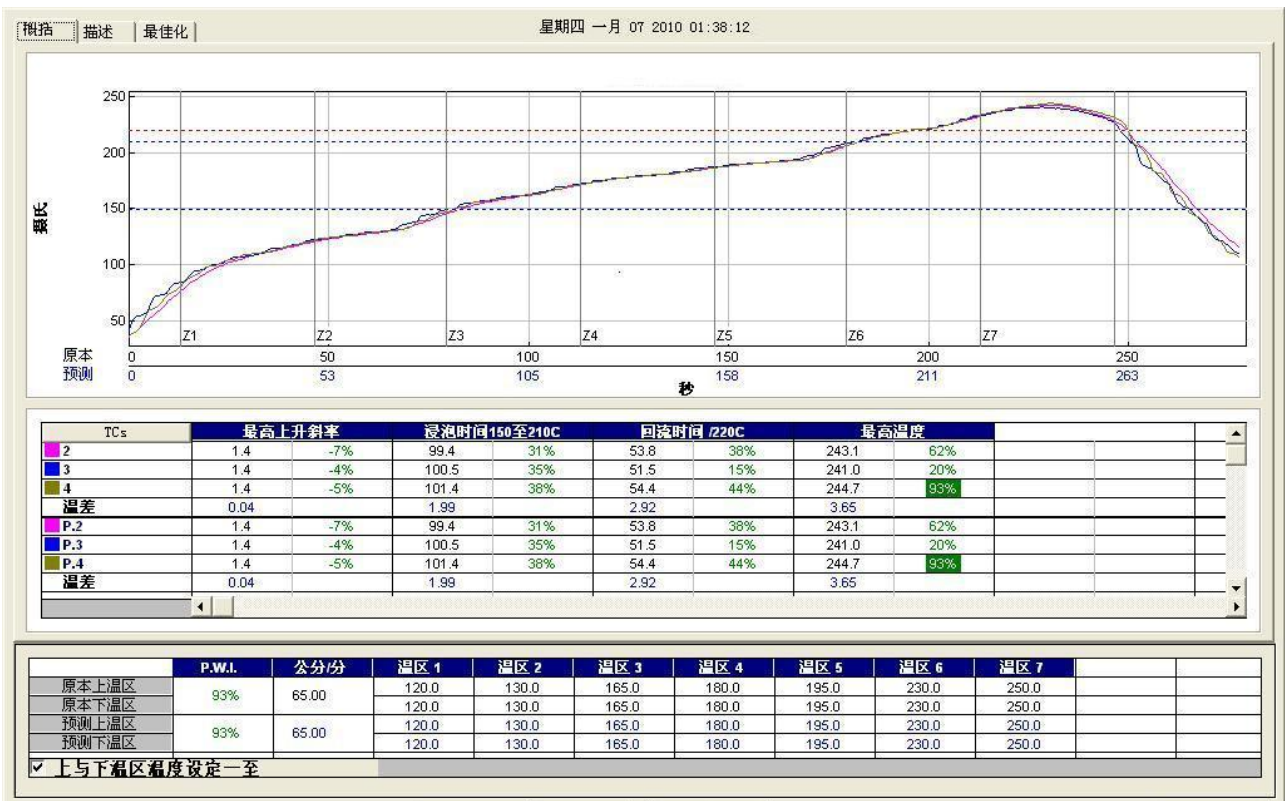 概括 描述 最佳化 星期四 一月 07 2010 01:38:12
250
200
150
100
50
摄氏
Z1 Z2 Z3 Z4 Z5 Z6 Z7
原本 0 50 100 150 200 250
预测 0 53 105 158 211 263
秒
TCs 最高上升斜率 浸泡时间150至210C 回流时间 /220C 最高温度
2 1.4 -7% 99.4 31% 53.8 38% 243.1 62%
3 1.4 -4% 100.5 35% 51.5 15% 241.0 20%
4 1.4 -5% 101.4 38% 54.4 44% 244.7 93%
温差 0.04 1.99 2.92 3.65
P.2 1.4 -7% 99.4 31% 53.8 38% 243.1 62%
P.3 1.4 -4% 100.5 35% 51.5 15% 241.0 20%
P.4 1.4 -5% 101.4 38% 54.4 44% 244.7 93%
温差 0.04 1.99 2.92 3.65
P.W.I. 公分/分 温区 1 温区 2 温区 3 温区 4 温区 5 温区 6 温区 7
原本上温区 93% 65.00 120.0 130.0 165.0 180.0 195.0 230.0 250.0
原本下温区 120.0 130.0 165.0 180.0 195.0 230.0 250.0
预测上温区 93% 65.00 120.0 130.0 165.0 180.0 195.0 230.0 250.0
预测下温区 120.0 130.0 165.0 180.0 195.0 230.0 250.0
上与下温区温度设定一至